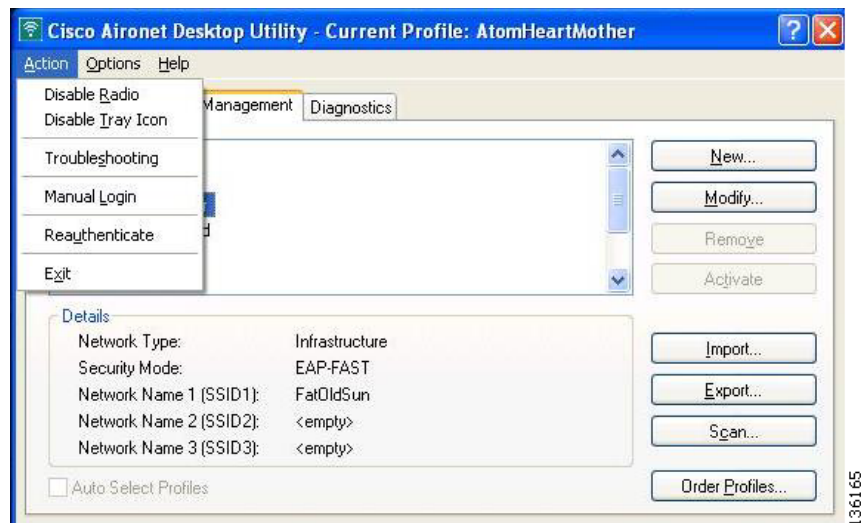 Cisco Aironet Desktop Utility - Current Profile: AtomHeartMother
Action Options Help
Disable Radio
Disable Tray Icon
Troubleshooting
Manual Login
Reauthenticate
Exit
Management Diagnostics
New...
Modify...
Remove
Activate
Details
Network Type: Infrastructure
Security Mode: EAP-FAST
Network Name 1 (SSID1): FatOldSun
Network Name 2 (SSID2): <empty>
Network Name 3 (SSID3): <empty>
Import...
Export...
Scan...
Auto Select Profiles
Order Profiles...
136165